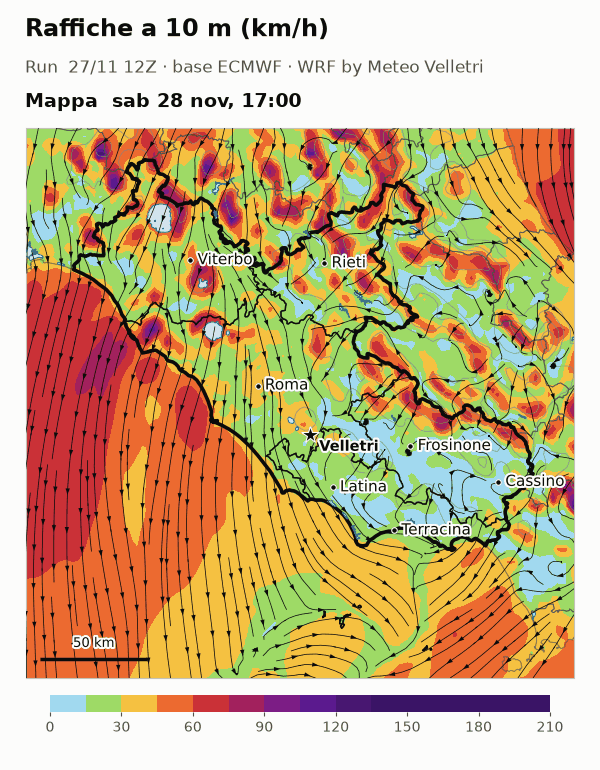 Raffiche a 10 m (km/h)
Run  27/11 12Z · base ECMWF · WRF by Meteo Velletri
Mappa  sab 28 nov, 17:00
Viterbo
Rieti
Roma
Velletri
Frosinone
Latina
Cassino
Terracina
50 km
0 30 60 90 120 150 180 210